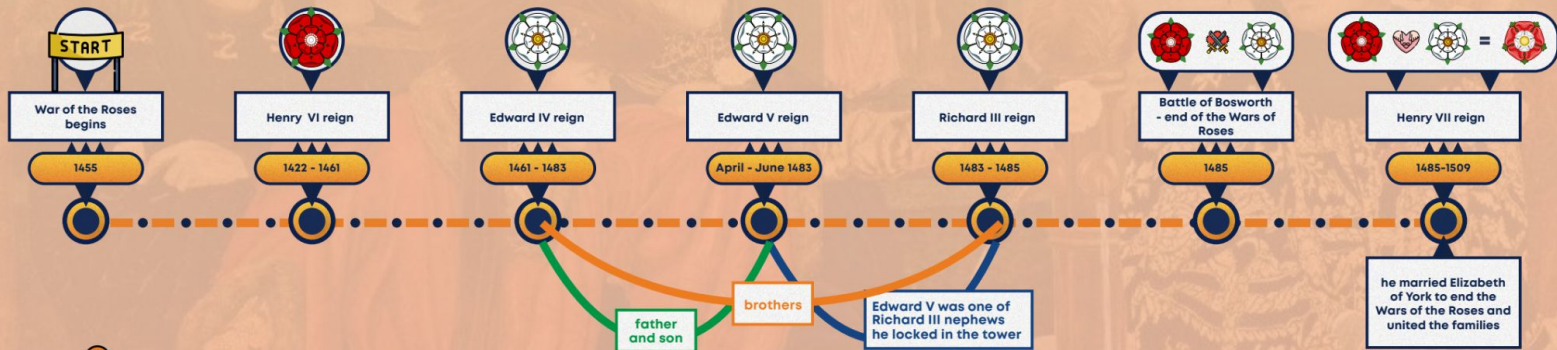 START
War of the Roses
begins
1455
Henry VI reign
1422 - 1461
Edward IV reign
1461 - 1483
Edward V reign
April - June 1483
Richard III reign
1483 - 1485
Battle of Bosworth
- end of the Wars of
Roses
1485
=
Henry VII reign
1485-1509
he married Elizabeth
of York to end the
Wars of the Roses and
united the families
brothers
father
and son
Edward V was one of
Richard III nephews
he locked in the tower